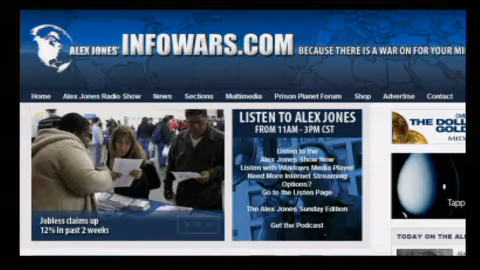 ALEX JONES' INFOWARS.COM BECAUSE THERE IS A WAR ON FOR YOUR MI
Home Alex Jones Radio Show News Sections Multimedia Prison Planet Forum Shop Advertise Contact
LISTEN TO ALEX JONES
FROM 11AM - 3PM CST
Listen to the
Alex Jones Show Now
Listen with Windows Media Player
Need More Internet Streaming
Options?
Go to the Listen Page
The Alex Jones Sunday Edition
Get the Podcast
Jobless claims up
12% in past 2 weeks
THE DOLL
GOLD
Tapp
TODAY ON THE AL